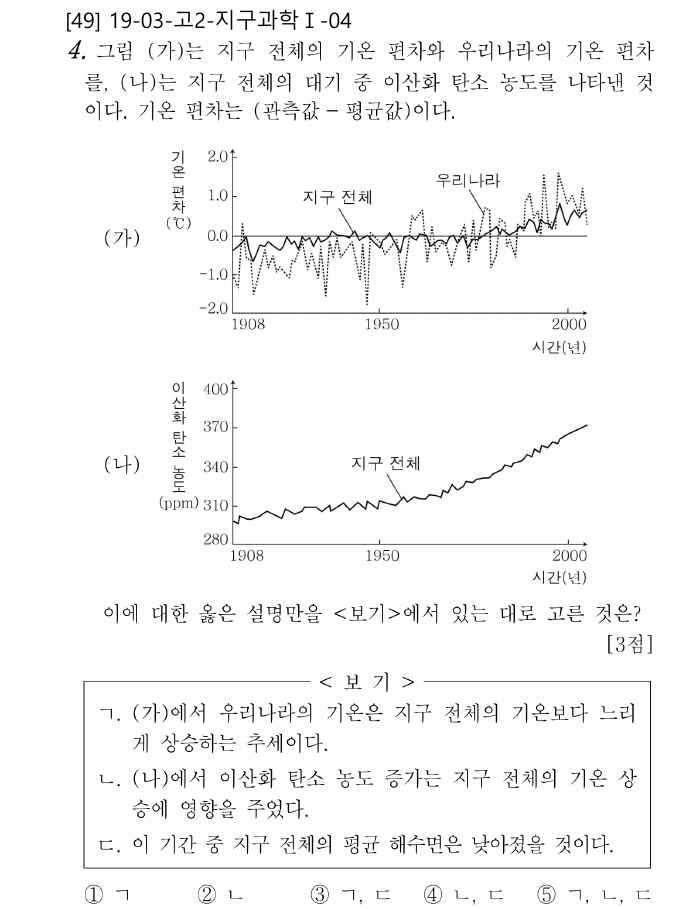 [49] 19-03-고2-지구과학Ⅰ-04
4. 그림 (가)는 지구 전체의 기온 편차와 우리나라의 기온 편차
를, (나)는 지구 전체의 대기 중 이산화 탄소 농도를 나타낸 것
이다. 기온 편차는 (관측값 - 평균값)이다.
(가)
기온 편차 (℃)
2.0
1.0
0.0
-1.0
-2.0
지구 전체
우리나라
1908 1950 2000
시간(년)
(나)
이산화 탄소 농도 (ppm)
400
370
340
310
280
지구 전체
1908 1950 2000
시간(년)
이에 대한 옳은 설명만을 <보기>에서 있는 대로 고른 것은?
[3점]
< 보 기 >
ㄱ. (가)에서 우리나라의 기온은 지구 전체의 기온보다 느리
게 상승하는 추세이다.
ㄴ. (나)에서 이산화 탄소 농도 증가는 지구 전체의 기온 상
승에 영향을 주었다.
ㄷ. 이 기간 중 지구 전체의 평균 해수면은 낮아졌을 것이다.
① ㄱ ② ㄴ ③ ㄱ, ㄷ ④ ㄴ, ㄷ ⑤ ㄱ, ㄴ, ㄷ